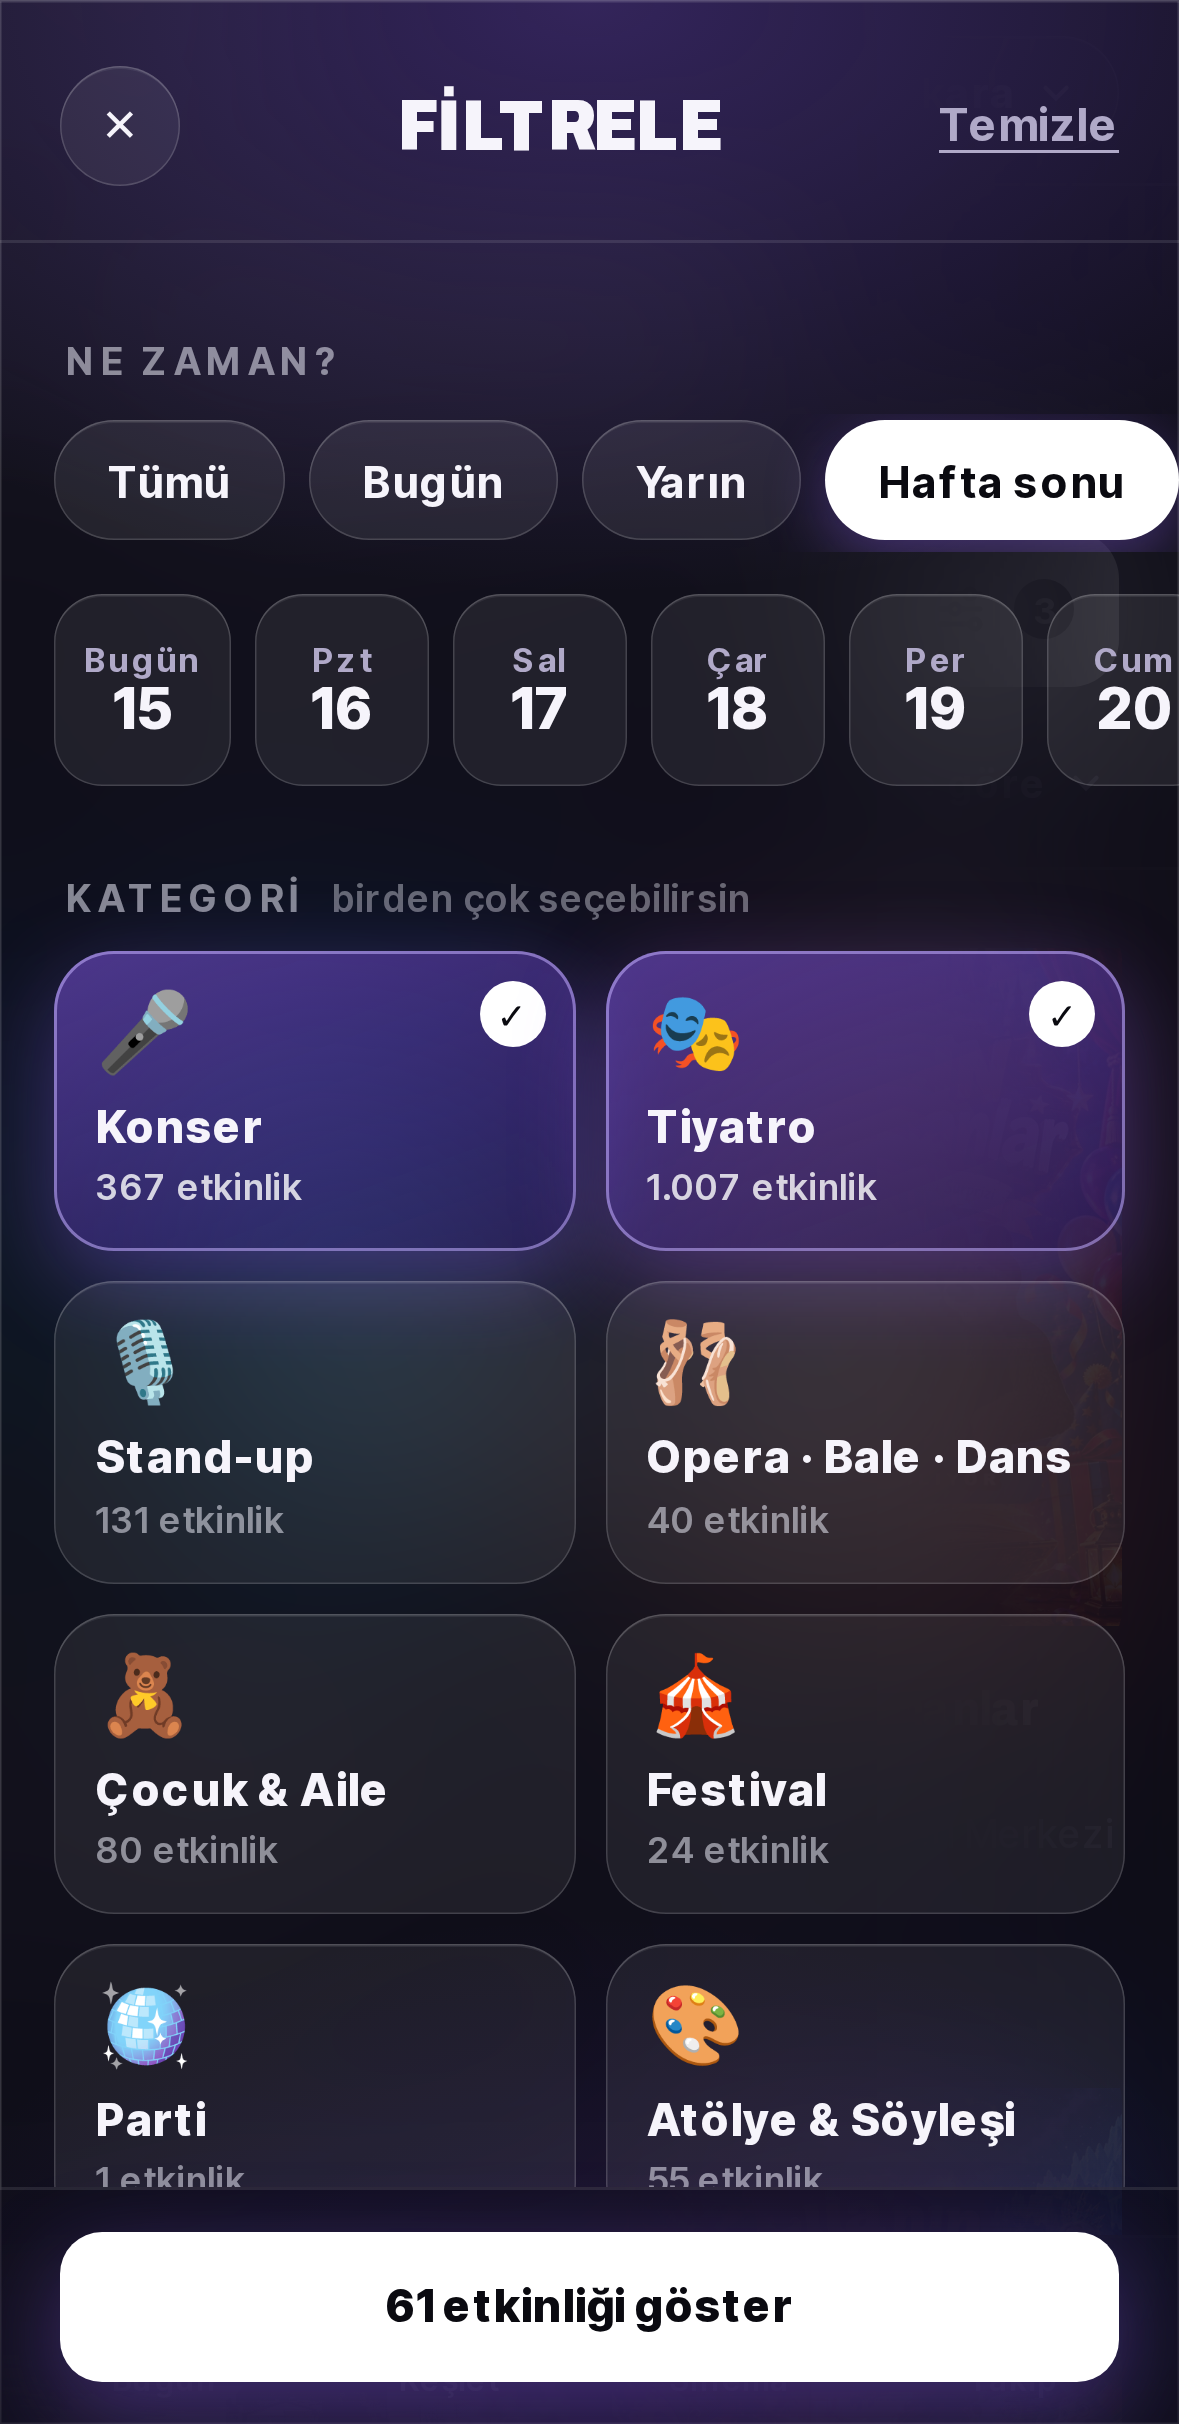 FİLTRELE
Temizle
NE ZAMAN?
Tümü
Bugün
Yarın
Hafta sonu
Bugün
15
Pzt
16
Sal
17
Çar
18
Per
19
Cum
20
KATEGORİ birden çok seçebilirsin
Konser
367 etkinlik
Tiyatro
1.007 etkinlik
Stand-up
131 etkinlik
Opera · Bale · Dans
40 etkinlik
Çocuk & Aile
80 etkinlik
Festival
24 etkinlik
Parti
1 etkinlik
Atölye & Söyleşi
55 etkinlik
61 etkinliği göster